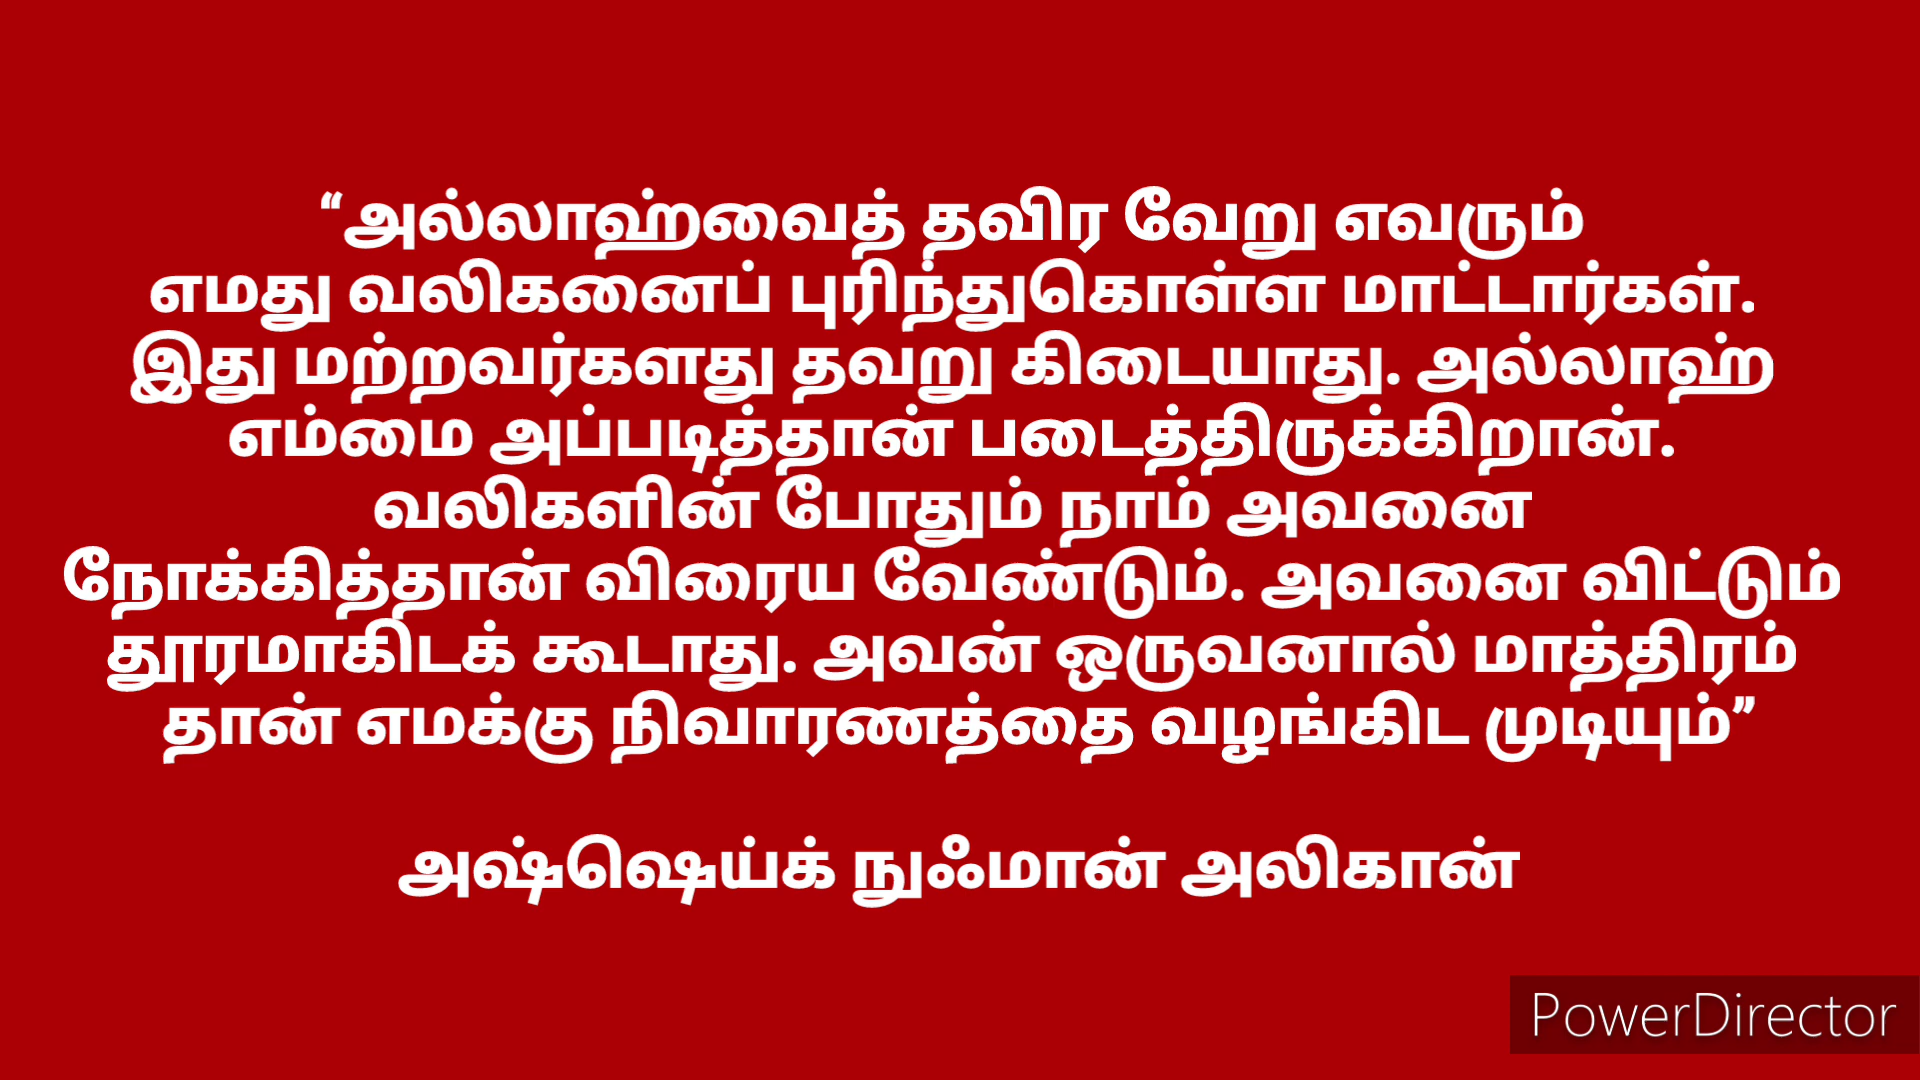 “அல்லாஹ்வைத் தவிர வேறு எவரும்
எமது வலிகனைப் புரிந்துகொள்ள மாட்டார்கள்.
இது மற்றவர்களது தவறு கிடையாது. அல்லாஹ்
எம்மை அப்படித்தான் படைத்திருக்கிறான்.
வலிகளின் போதும் நாம் அவனை
நோக்கித்தான் விரைய வேண்டும். அவனை விட்டும்
தூரமாகிடக் கூடாது. அவன் ஒருவனால் மாத்திரம்
தான் எமக்கு நிவாரணத்தை வழங்கிட முடியும்”
அஷ்ஷெய்க் நுஃமான் அலிகான்
PowerDirector